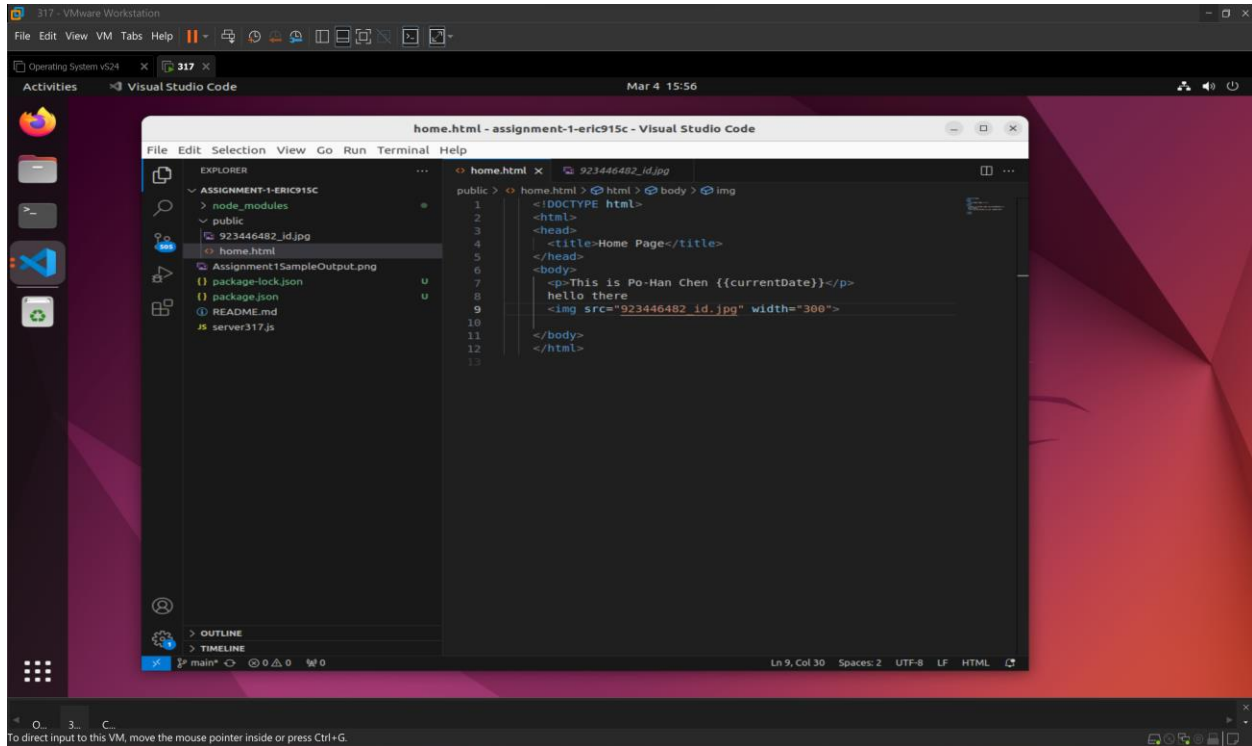 317 - VMware Workstation
File Edit View VM Tabs Help
Operating System vS24 317
Activities Visual Studio Code Mar 4 15:56
home.html - assignment-1-eric915c - Visual Studio Code
File Edit Selection View Go Run Terminal Help
EXPLORER
ASSIGNMENT-1-ERIC915C
> node_modules
public
923446482_id.jpg
home.html
Assignment1SampleOutput.png
{} package-lock.json U
{} package.json U
README.md
JS server317.js
> OUTLINE
> TIMELINE
home.html 923446482_id.jpg
public > home.html > html > body > img
1 <!DOCTYPE html>
2 <html>
3 <head>
4 <title>Home Page</title>
5 </head>
6 <body>
7 <p>This is Po-Han Chen {{currentDate}}</p>
8 hello there
9 <img src="923446482_id.jpg" width="300">
10
11 </body>
12 </html>
13
main* 0 0 0 Ln 9, Col 30 Spaces: 2 UTF-8 LF HTML
O... 3... C...
To direct input to this VM, move the mouse pointer inside or press Ctrl+G.